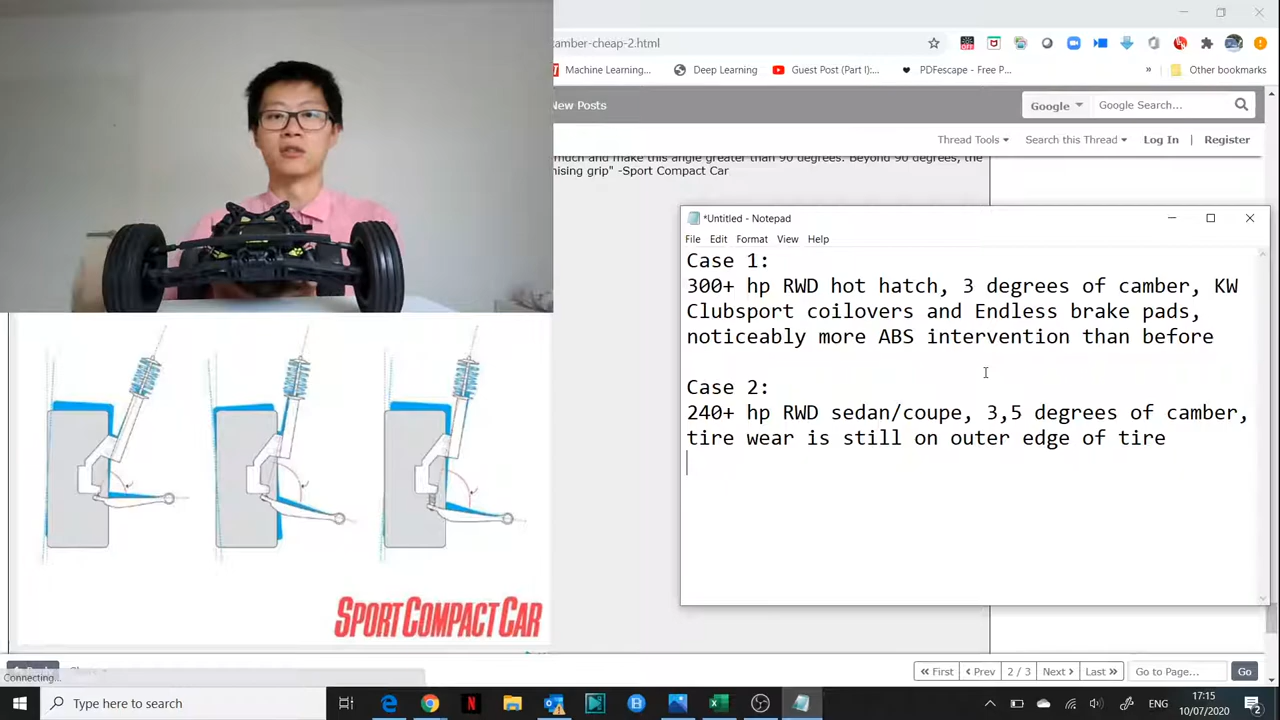 amber-cheap-2.html
OFF
Machine Learning...
Deep Learning
Guest Post (Part I):...
PDFescape - Free P...
»
Other bookmarks
New Posts
Google
Google Search...
Thread Tools
Search this Thread
Log In
|
Register
much and make this angle greater than 90 degrees. Beyond 90 degrees, the
nising grip" -Sport Compact Car
*Untitled - Notepad
File Edit Format View Help
Case 1:
300+ hp RWD hot hatch, 3 degrees of camber, KW
Clubsport coilovers and Endless brake pads,
noticeably more ABS intervention than before
Case 2:
240+ hp RWD sedan/coupe, 3,5 degrees of camber,
tire wear is still on outer edge of tire
SPORT COMPACT CAR
Connecting...
« First
‹ Prev
2 / 3
Next ›
Last »
Go to Page...
Go
Type here to search
ENG
17:15
10/07/2020
2